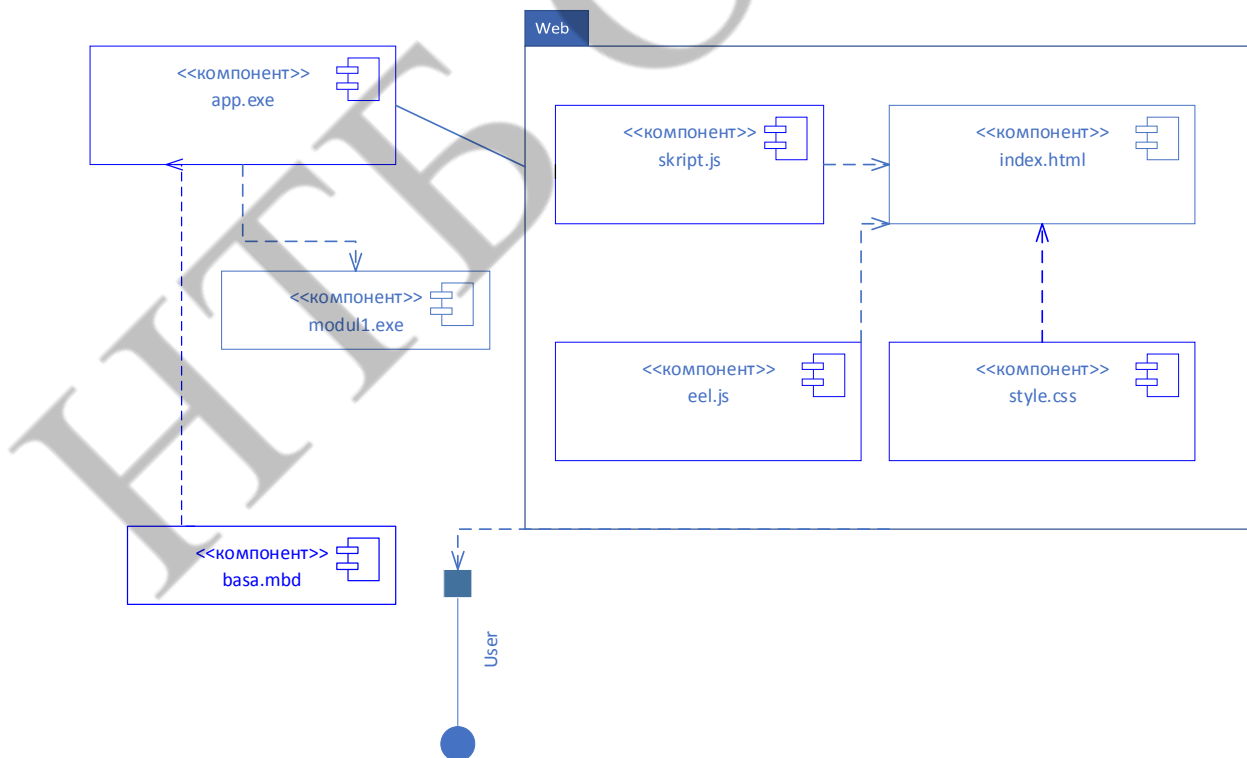 Web
<<компонент>>
app.exe
<<компонент>>
skript.js
<<компонент>>
index.html
<<компонент>>
modul1.exe
<<компонент>>
eel.js
<<компонент>>
style.css
<<компонент>>
basa.mbd
User
НТБ